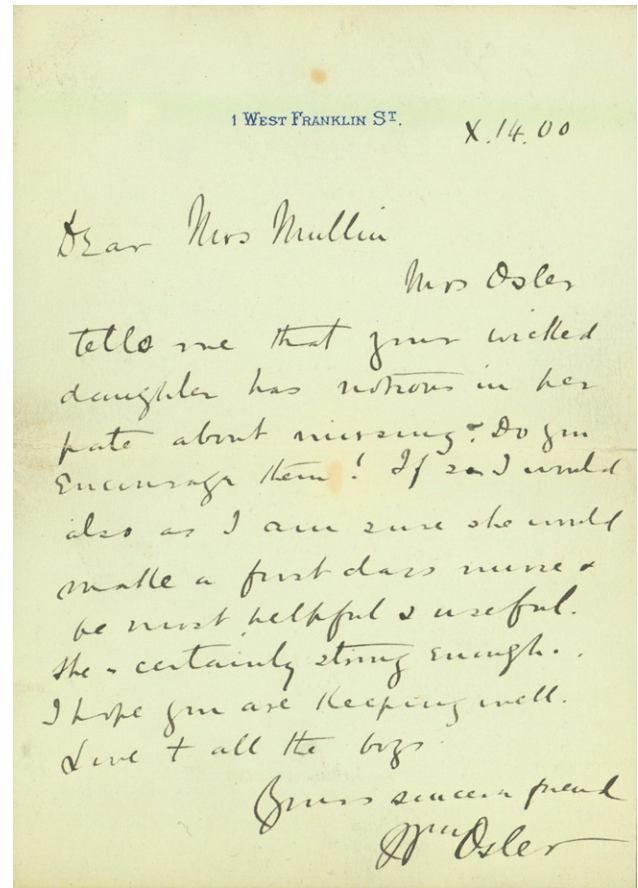 1 WEST FRANKLIN ST.
X.14.00
Dear Mrs Mullin
Mrs Osler
tells me that your wicked
daughter has notions in her
pate about nursing. Do you
Encourage them! If so I would
also as I am sure she would
make a first class nurse &
be most helpful & useful.
She is certainly strong Enough.
I hope you are Keeping well.
Love to all the boys
Yours sincere friend
Wm Osler